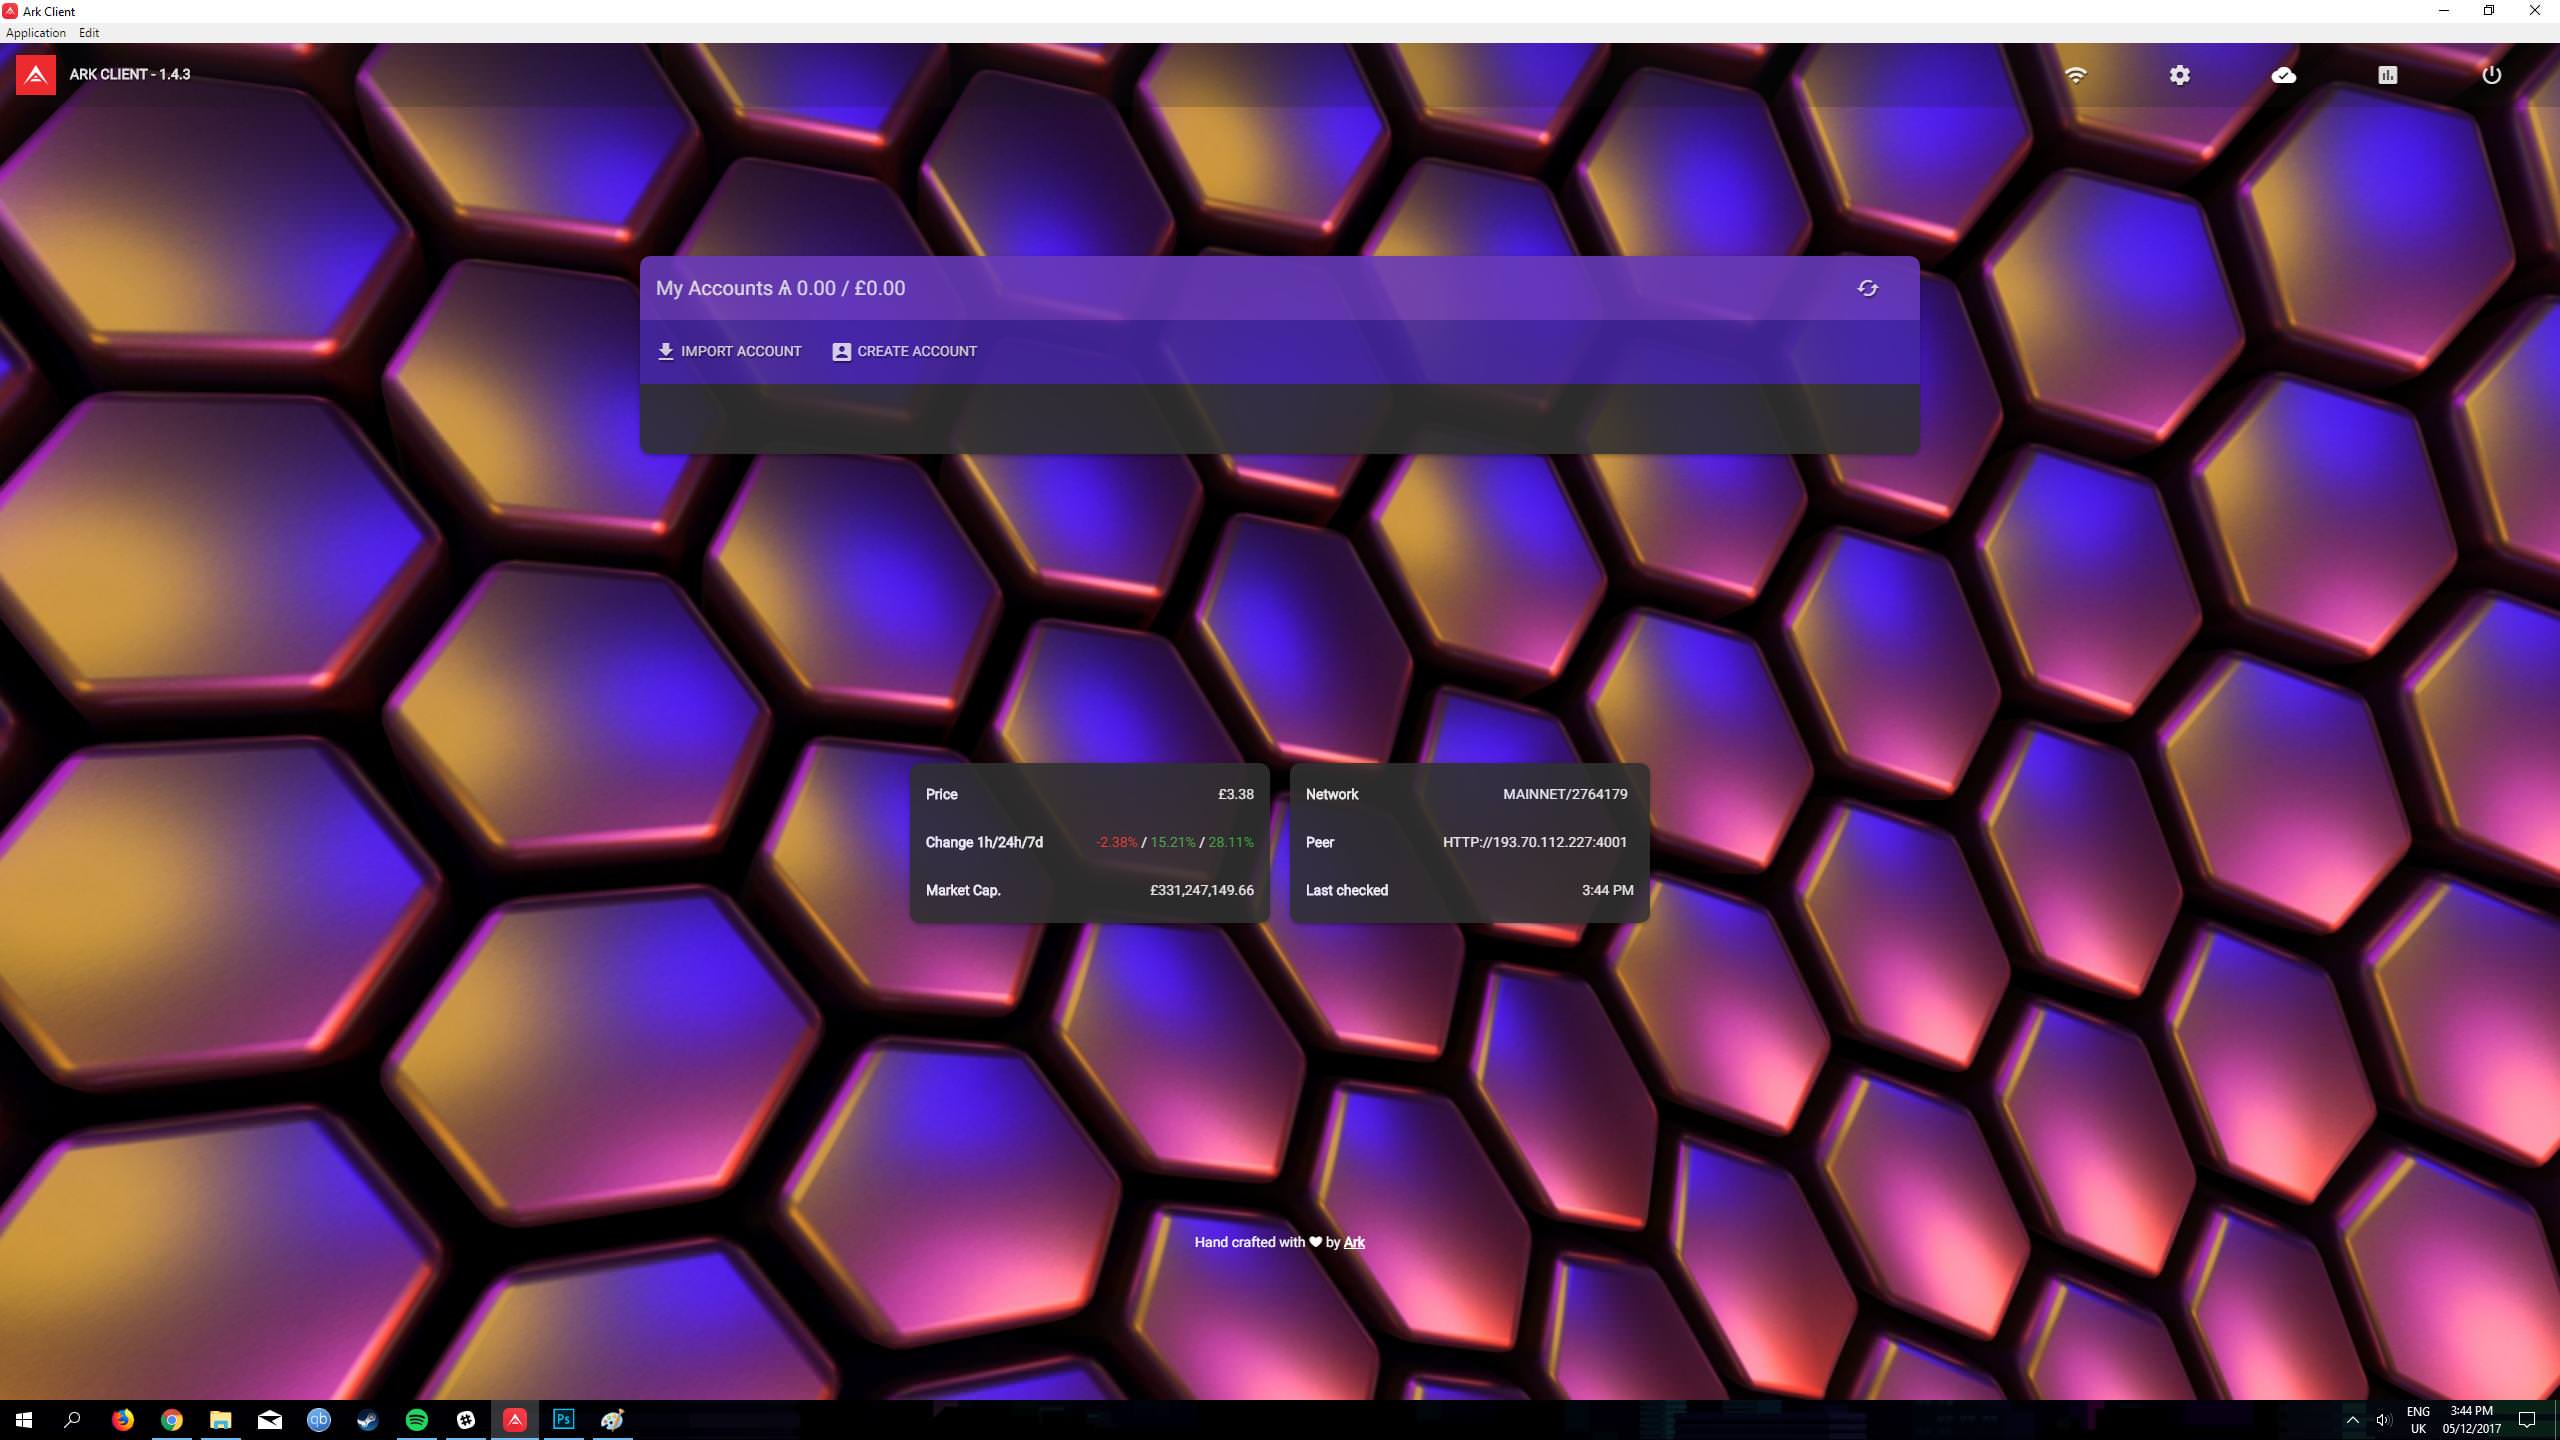 Ark Client
Application Edit
ARK CLIENT - 1.4.3
My Accounts Ѧ 0.00 / £0.00
IMPORT ACCOUNT CREATE ACCOUNT
Price £3.38
Change 1h/24h/7d -2.38% / 15.21% / 28.11%
Market Cap. £331,247,149.66
Network MAINNET/2764179
Peer HTTP://193.70.112.227:4001
Last checked 3:44 PM
Hand crafted with ♥ by Ark
qb
Ps
ENG
UK
3:44 PM
05/12/2017